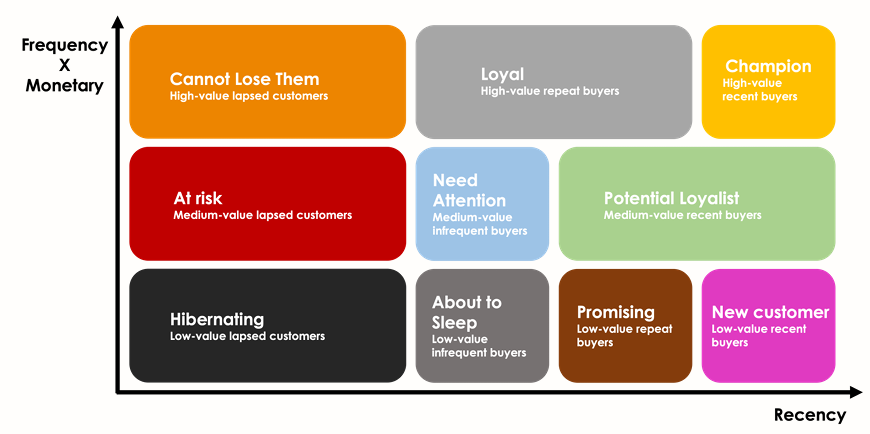 Frequency
X
Monetary
Cannot Lose Them
High-value lapsed customers
Loyal
High-value repeat buyers
Champion
High-value
recent buyers
At risk
Medium-value lapsed customers
Need
Attention
Medium-value
infrequent buyers
Potential Loyalist
Medium-value recent buyers
Hibernating
Low-value lapsed customers
About to
Sleep
Low-value
infrequent buyers
Promising
Low-value repeat
buyers
New customer
Low-value recent
buyers
Recency